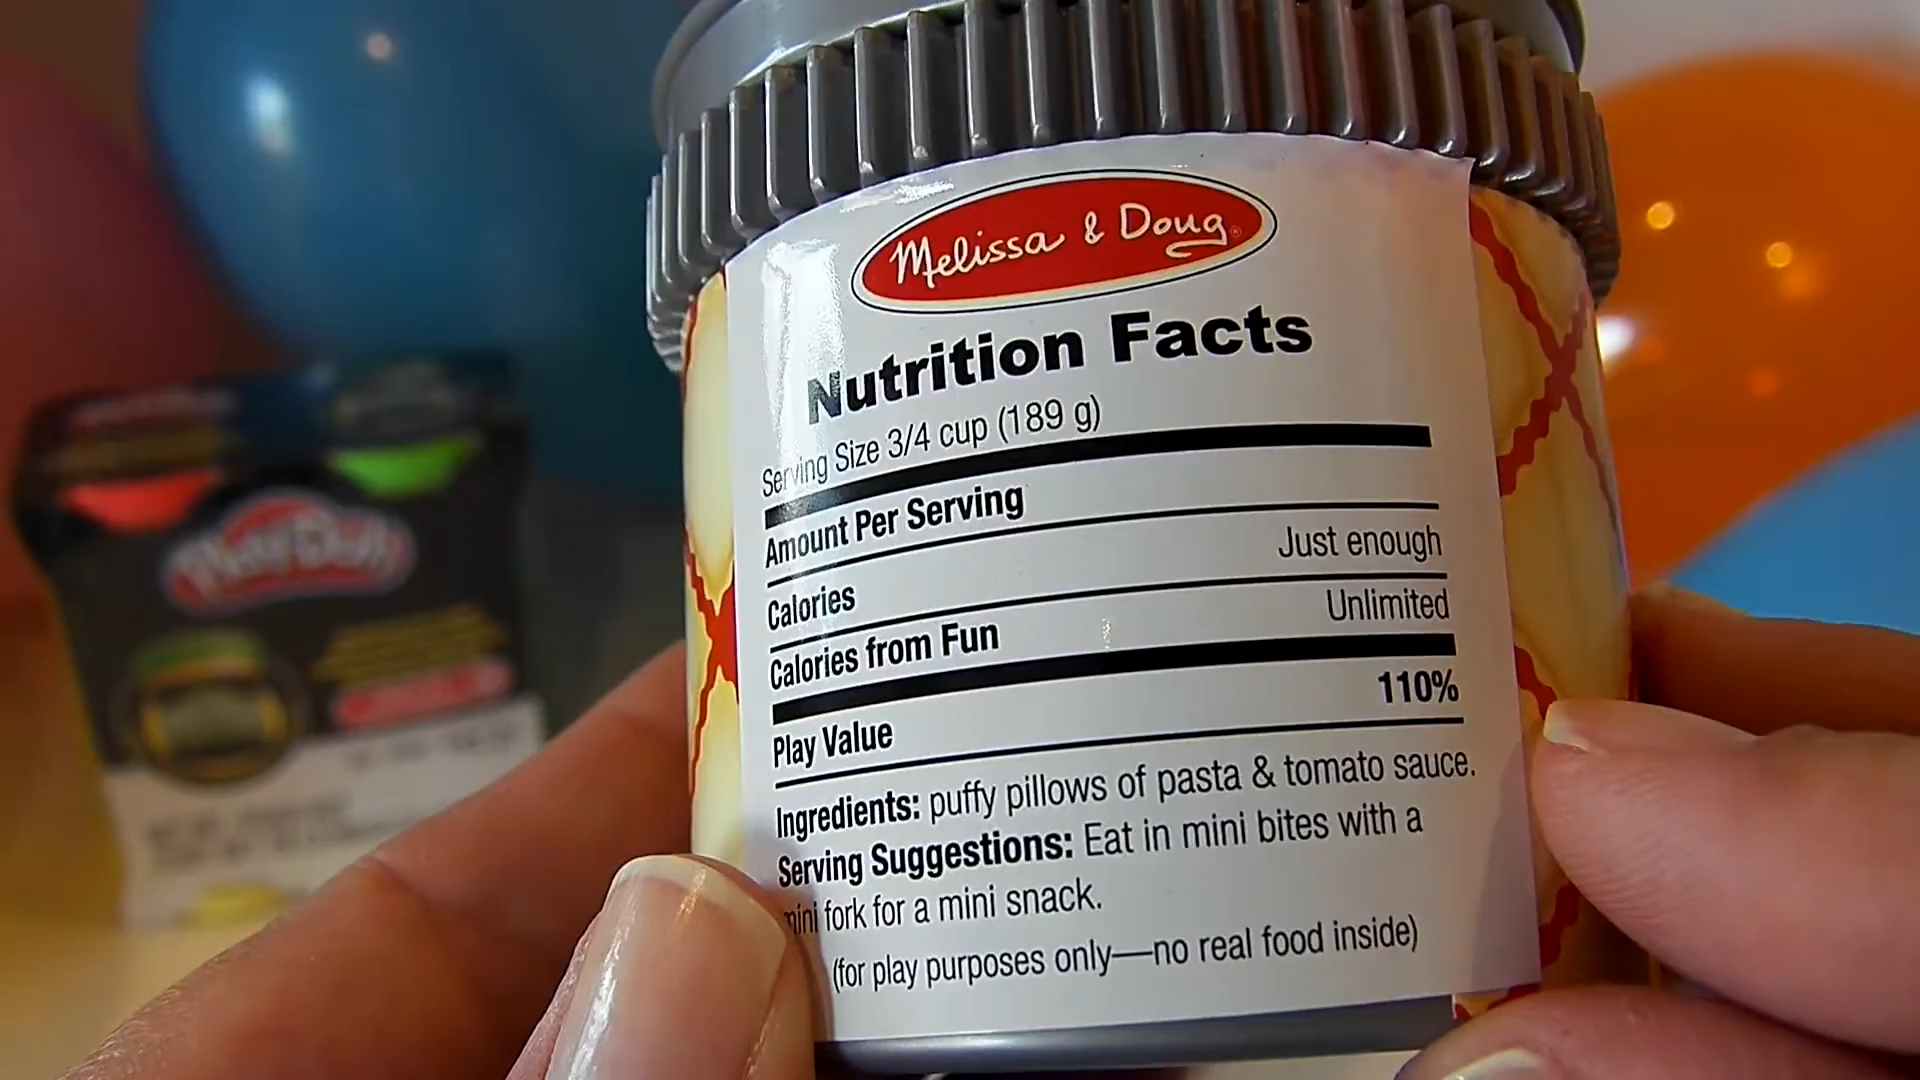 Melissa & Doug®
Nutrition Facts
Serving Size 3/4 cup (189 g)
Amount Per Serving
Calories Just enough
Calories from Fun Unlimited
Play Value 110%
Ingredients: puffy pillows of pasta & tomato sauce.
Serving Suggestions: Eat in mini bites with a
mini fork for a mini snack.
(for play purposes only—no real food inside)
Play-Doh